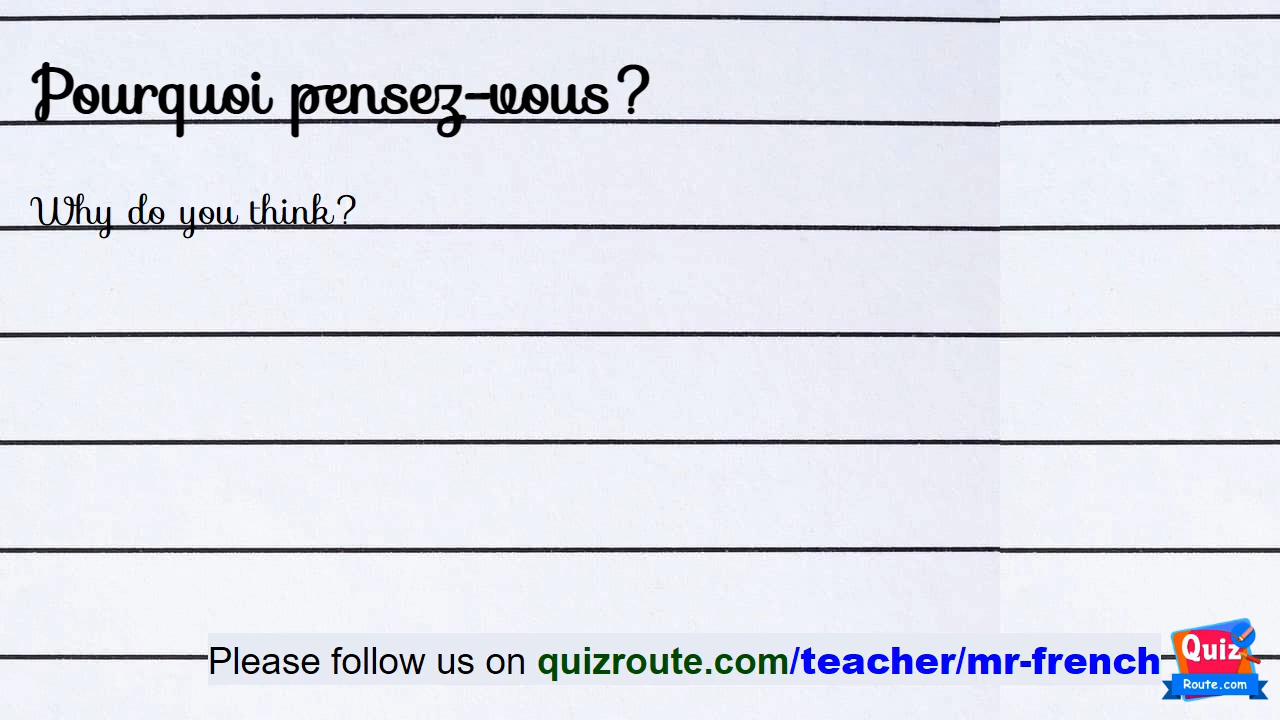 Pourquoi pensez-vous?
Why do you think?
Please follow us on quizroute.com/teacher/mr-french
Quiz
Route.com